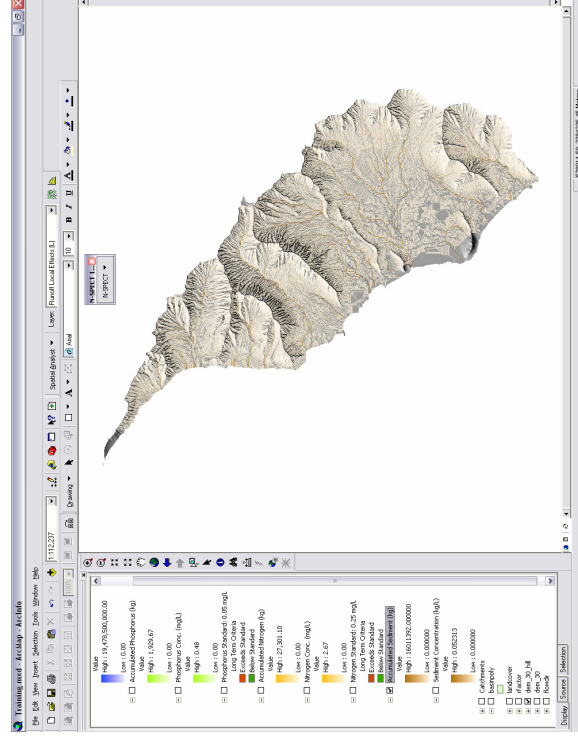 Training.mxd - ArcMap - ArcInfo
File Edit View Insert Selection Tools Window Help
1:112,237
Spatial Analyst Layer: Runoff Local Effects (L)
Drawing A Arial 10 B I U A
N-SPECT T...
N-SPECT
Value
High : 19,478,500,000.00
Low : 0.00
Accumulated Phosphorus (kg)
Value
High : 1,929.67
Low : 0.00
Phosphorus Conc. (mg/L)
Value
High : 0.48
Low : 0.00
Phosphorus Standard: 0.05 mg/L
Long Term Criteria
Exceeds Standard
Below Standard
Accumulated Nitrogen (kg)
Value
High : 27,301.10
Low : 0.00
Nitrogen Conc. (mg/L)
Value
High : 2.67
Low : 0.00
Nitrogen Standard: 0.25 mg/L
Long Term Criteria
Exceeds Standard
Below Standard
Accumulated Sediment (kg)
Value
High : 16011392.000000
Low : 0.000000
Sediment Concentration (kg/L)
Value
High : 0.052313
Low : 0.000000
Catchments
basinpoly
landcover
rfactor
dem_30_hill
dem_30
flowdir
Display Source Selection